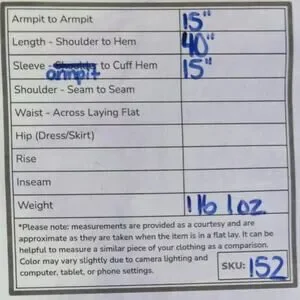 Armpit to Armpit 15"
Length - Shoulder to Hem 40"
Sleeve - Shoulder to Cuff Hem 15"
armpit
Shoulder - Seam to Seam
Waist - Across Laying Flat
Hip (Dress/Skirt)
Rise
Inseam
Weight 1 lb 1 oz
*Please note: measurements are provided as a courtesy and are
approximate as they are taken when the item is in a flat lay. It can be
helpful to measure a similar piece of your clothing as a comparison.
Color may vary slightly due to camera lighting and
computer, tablet, or phone settings.
SKU: 152